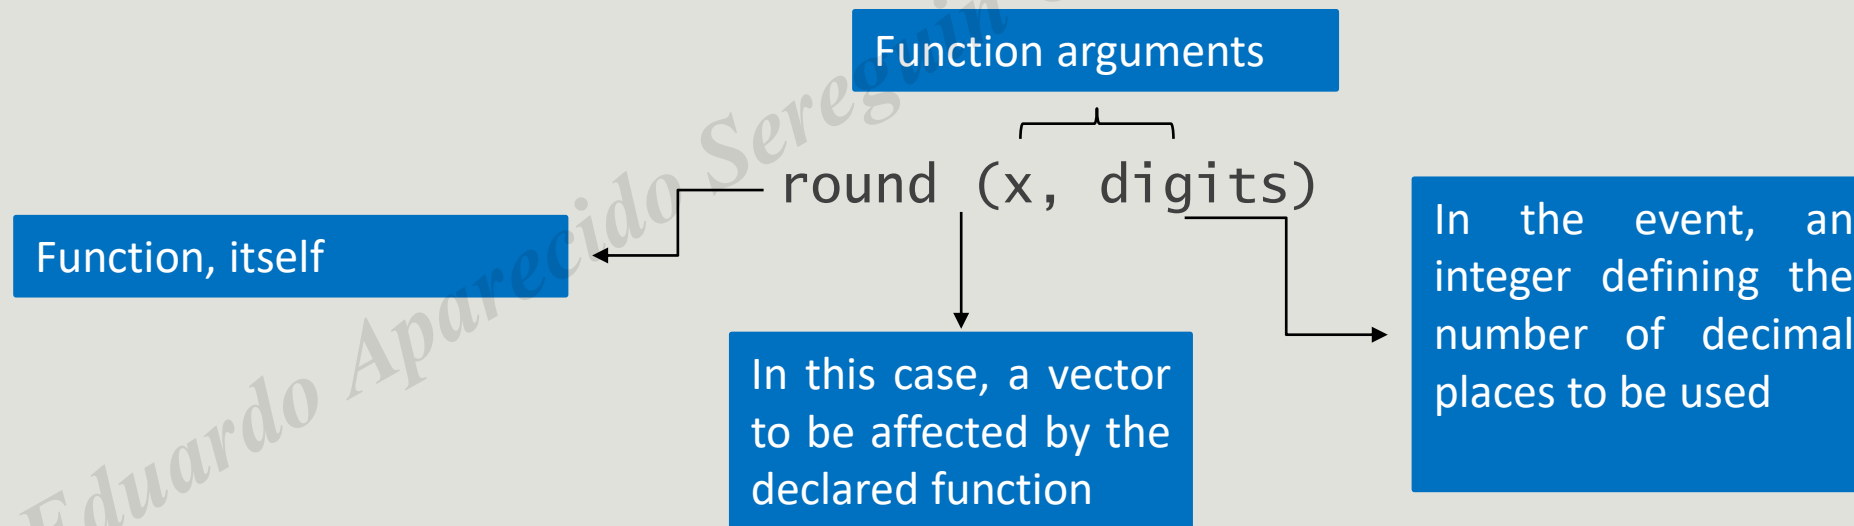 Function arguments
round (x, digits)
Function, itself
In this case, a vector
to be affected by the
declared function
In the event, an
integer defining the
number of decimal
places to be used
Eduardo Aparecido Sereguin